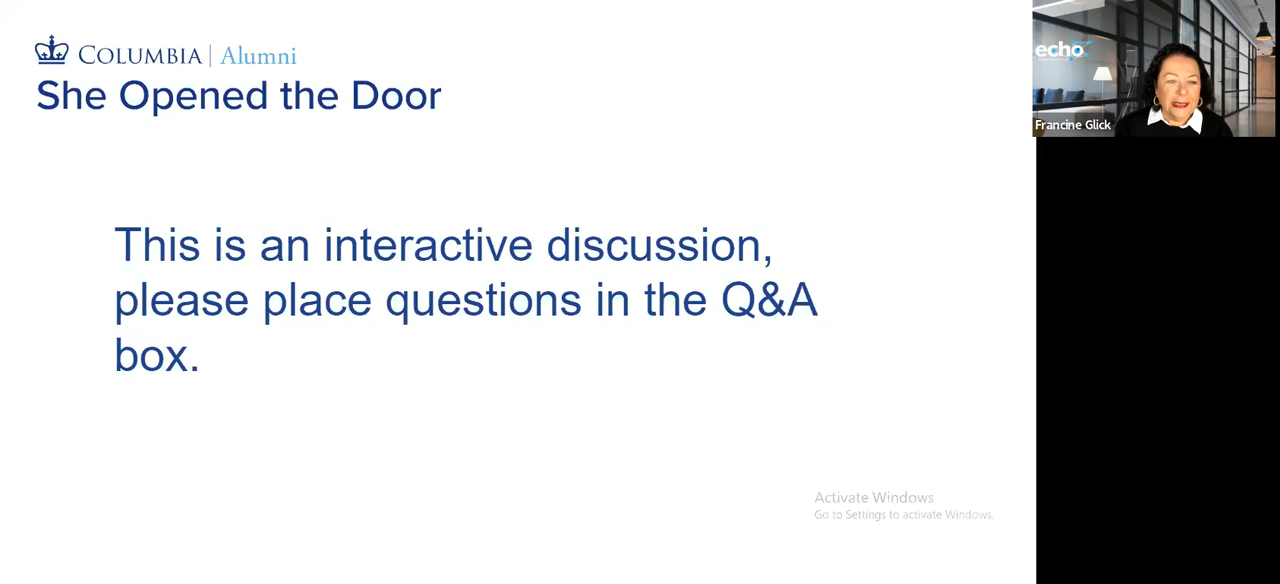 COLUMBIA | Alumni
She Opened the Door
This is an interactive discussion,
please place questions in the Q&A
box.
Activate Windows
Go to Settings to activate Windows.
echo
Francine Glick